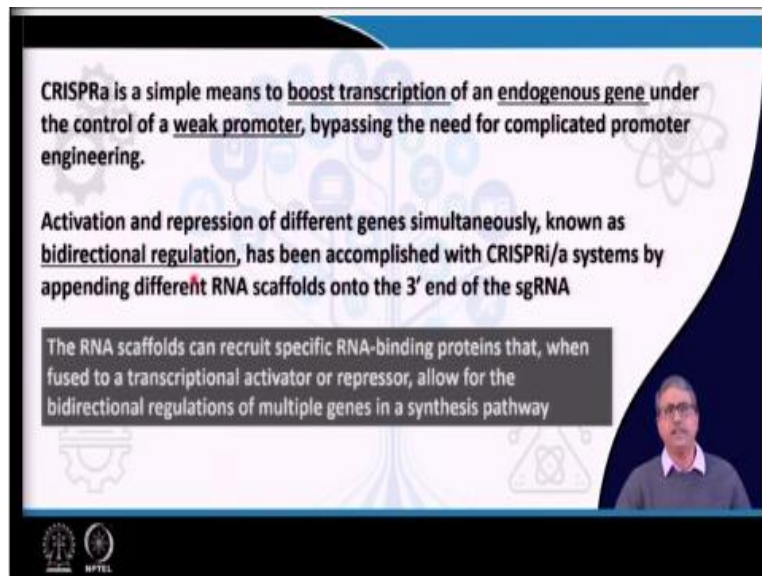 CRISPRa is a simple means to boost transcription of an endogenous gene under
the control of a weak promoter, bypassing the need for complicated promoter
engineering.
Activation and repression of different genes simultaneously, known as
bidirectional regulation, has been accomplished with CRISPRi/a systems by
appending different RNA scaffolds onto the 3′ end of the sgRNA
The RNA scaffolds can recruit specific RNA-binding proteins that, when
fused to a transcriptional activator or repressor, allow for the
bidirectional regulations of multiple genes in a synthesis pathway
NPTEL